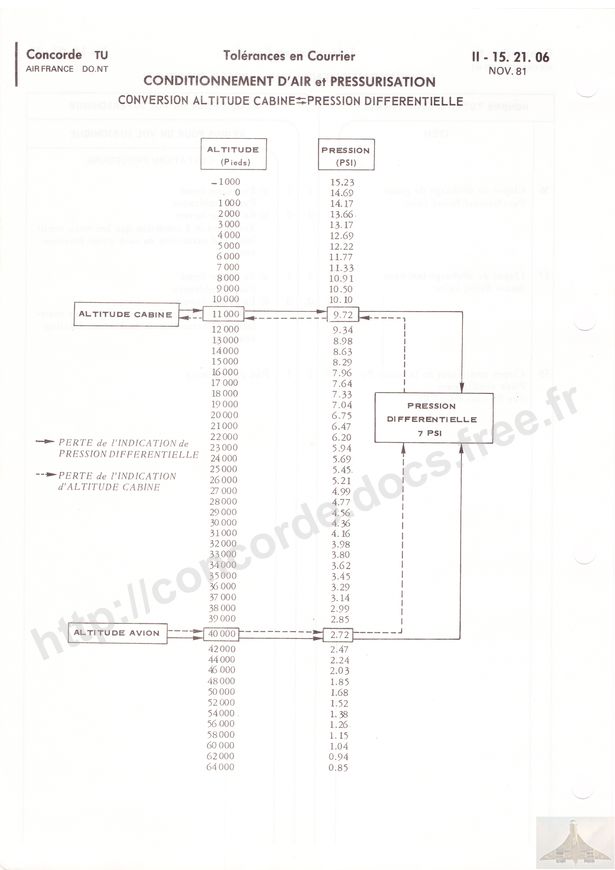 Concorde TU
AIR FRANCE DO.NT
Tolérances en Courrier
II - 15. 21. 06
NOV. 81
CONDITIONNEMENT D'AIR et PRESSURISATION
CONVERSION ALTITUDE CABINE⇆PRESSION DIFFERENTIELLE
ALTITUDE (Pieds) PRESSION (PSI)
-1000 15.23
0 14.69
1000 14.17
2000 13.66
3000 13.17
4000 12.69
5000 12.22
6000 11.77
7000 11.33
8000 10.91
9000 10.50
10000 10.10
ALTITUDE CABINE 11000 9.72
12000 9.34
13000 8.98
14000 8.63
15000 8.29
16000 7.96
17000 7.64
18000 7.33
19000 7.04
20000 6.75
21000 6.47
22000 6.20
23000 5.94
24000 5.69
25000 5.45
26000 5.21
27000 4.99
28000 4.77
29000 4.56
30000 4.36
31000 4.16
32000 3.98
33000 3.80
34000 3.62
35000 3.45
36000 3.29
37000 3.14
38000 2.99
39000 2.85
ALTITUDE AVION 40000 2.72
42000 2.47
44000 2.24
46000 2.03
48000 1.85
50000 1.68
52000 1.52
54000 1.38
56000 1.26
58000 1.15
60000 1.04
62000 0.94
64000 0.85
PRESSION
DIFFERENTIELLE
7 PSI
PERTE de l'INDICATION de
PRESSION DIFFERENTIELLE
PERTE de l'INDICATION
d'ALTITUDE CABINE
http://concorde.docs.free.fr